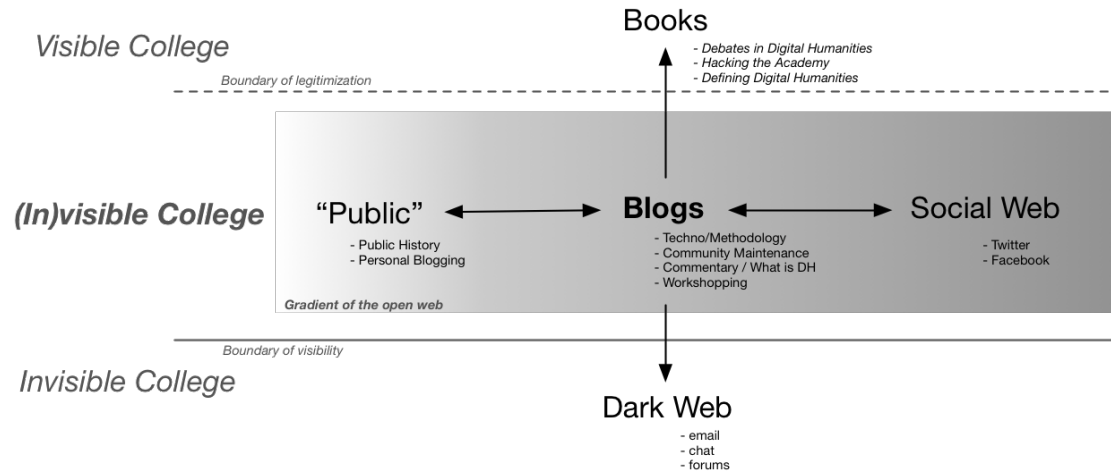 Books
Visible College
- Debates in Digital Humanities
- Hacking the Academy
- Defining Digital Humanities
Boundary of legitimization
(In)visible College
“Public”
- Public History
- Personal Blogging
Blogs
- Techno/Methodology
- Community Maintenance
- Commentary / What is DH
- Workshopping
Social Web
- Twitter
- Facebook
Gradient of the open web
Boundary of visibility
Invisible College
Dark Web
- email
- chat
- forums